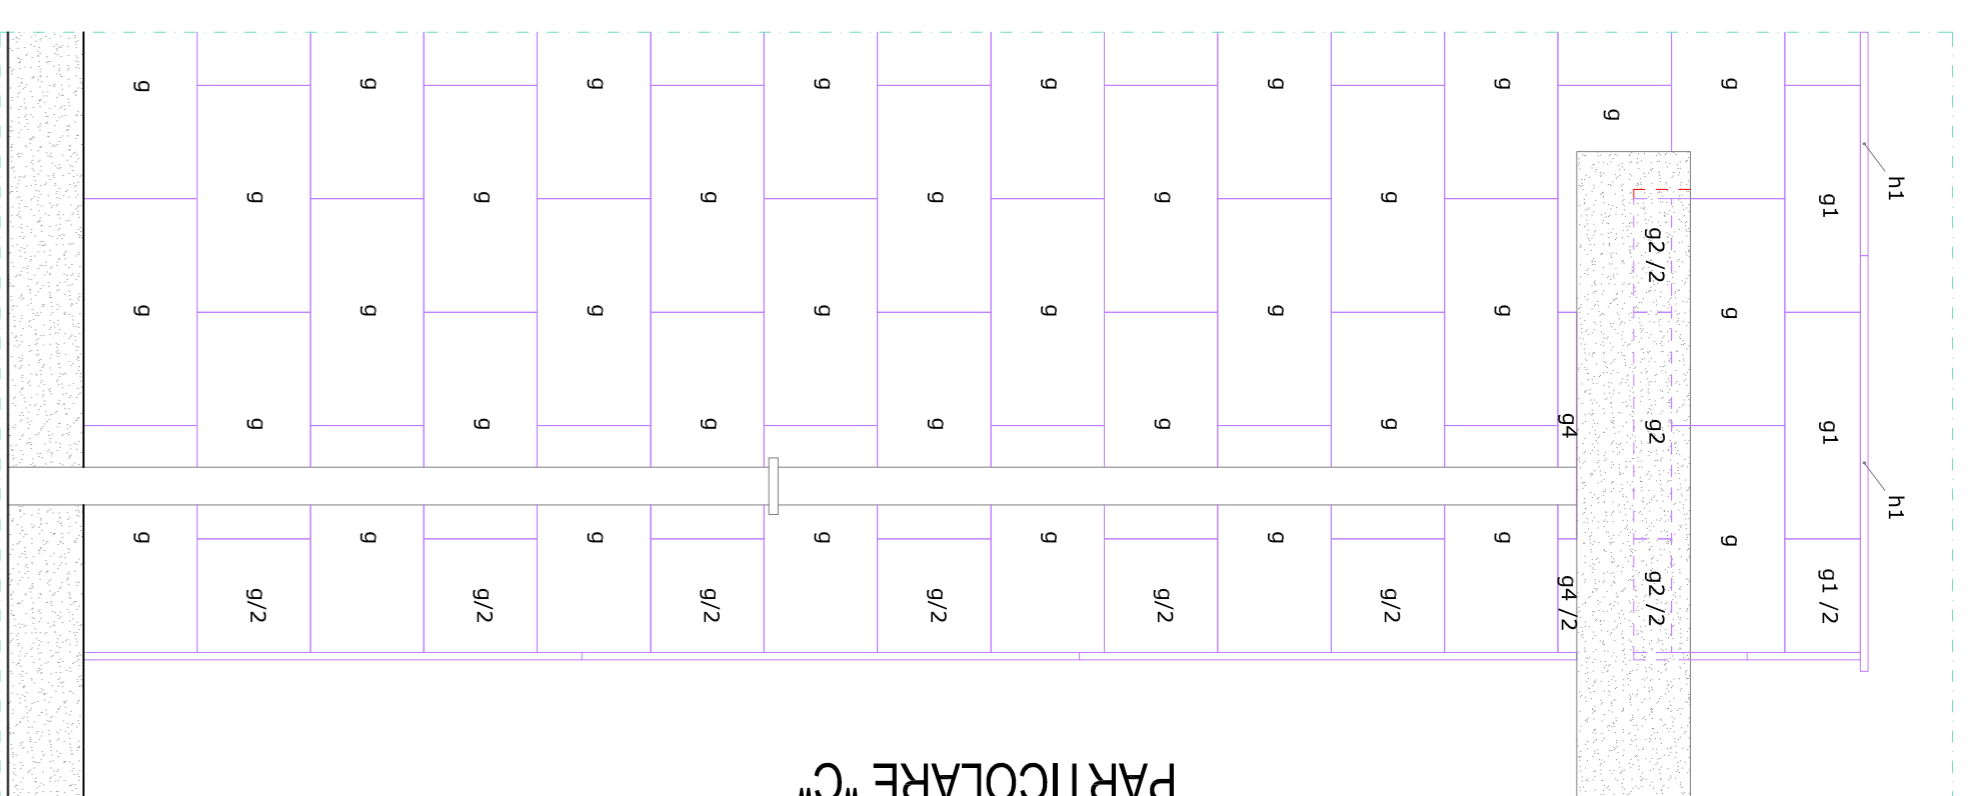 g g g g g g g g
g
h1
g g g g g g g1
g2 /2
g g g g g g g g
g g g g g g g4 g2 g1
h1
g g g g g g g g
g/2 g/2 g/2 g/2 g/2 g/2 g4 /2 g2 /2 g1 /2
PARTICOLARE "C"